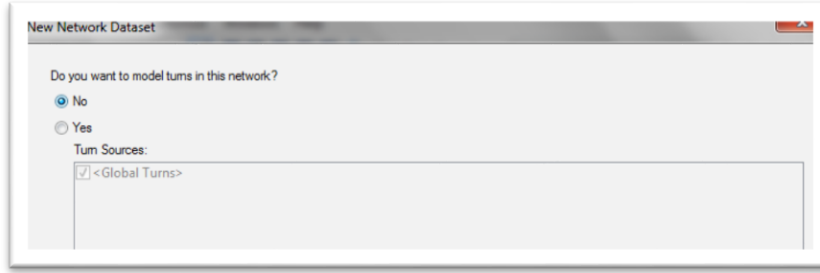 New Network Dataset
Do you want to model turns in this network?
No
Yes
Turn Sources:
<Global Turns>